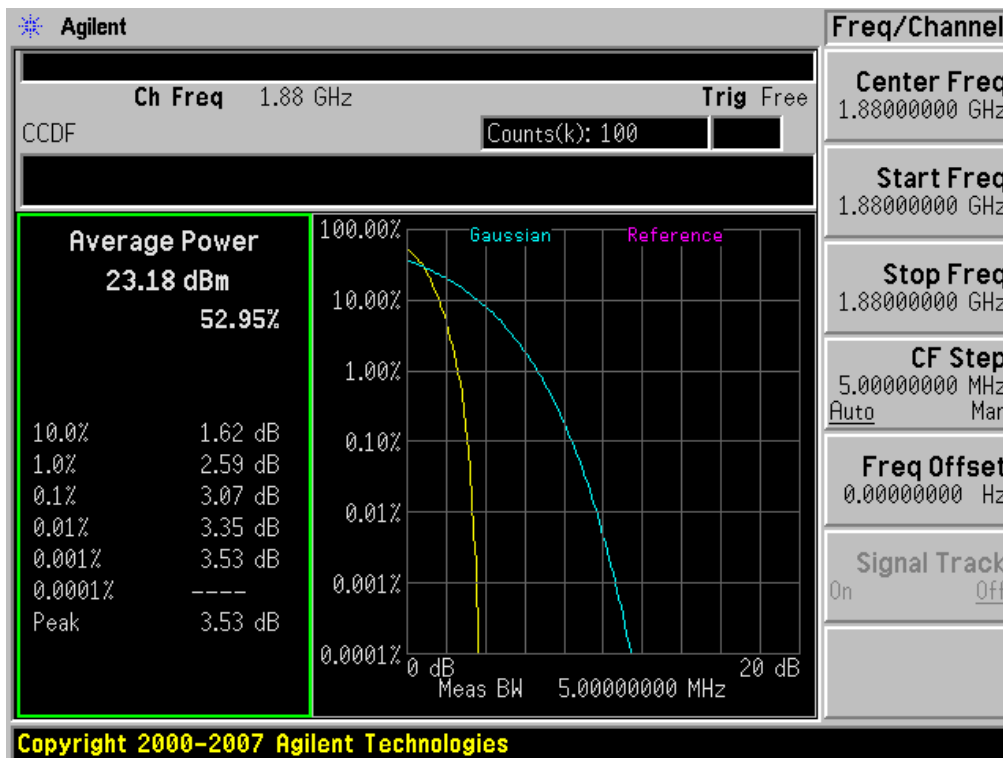 Agilent
Freq/Channel
Ch Freq 1.88 GHz Trig Free
CCDF Counts(k): 100
Average Power
23.18 dBm
52.95%
10.0% 1.62 dB
1.0% 2.59 dB
0.1% 3.07 dB
0.01% 3.35 dB
0.001% 3.53 dB
0.0001% ----
Peak 3.53 dB
Gaussian Reference
100.00%
10.00%
1.00%
0.10%
0.01%
0.001%
0.0001%
0 dB 20 dB
Meas BW 5.00000000 MHz
Center Freq
1.88000000 GHz
Start Freq
1.88000000 GHz
Stop Freq
1.88000000 GHz
CF Step
5.00000000 MHz
Auto Man
Freq Offset
0.00000000 Hz
Signal Track
On Off
Copyright 2000-2007 Agilent Technologies